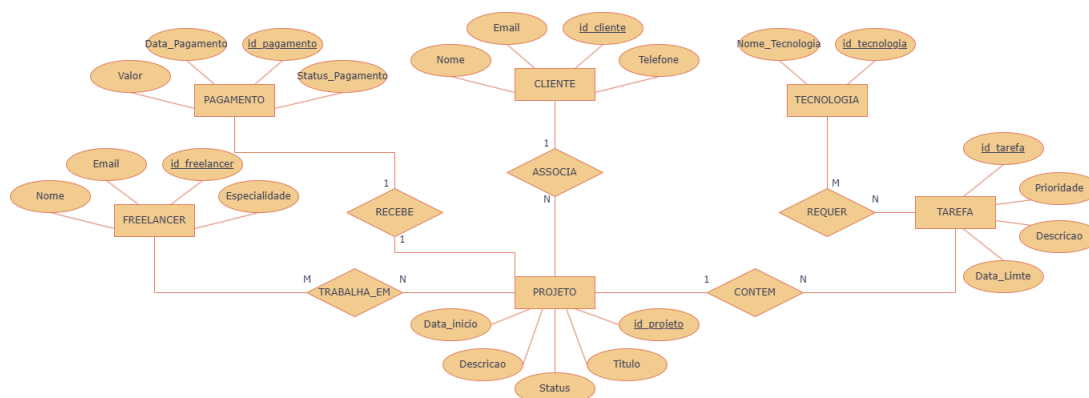 Email
id_cliente
Data_Pagamento
id_pagamento
Nome_Tecnologia
id_tecnologia
Nome
Telefone
Valor
Status_Pagamento
CLIENTE
PAGAMENTO
TECNOLOGIA
1
id_tarefa
Email
id_freelancer
ASSOCIA
M
Prioridade
Nome
Especialidade
1
N
N
FREELANCER
RECEBE
REQUER
TAREFA
1
Descricao
M
N
1
N
Data_Limte
TRABALHA_EM
PROJETO
CONTEM
Data_inicio
id_projeto
Descricao
Titulo
Status